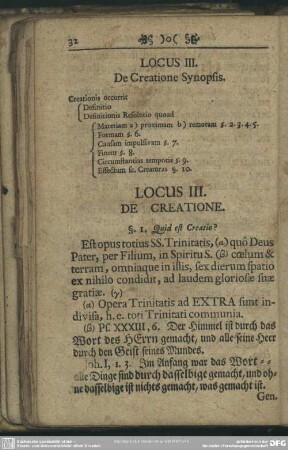 32
LOCUS III.
De Creatione Synopsis.
Creationis occurrit
Definitio
Definitionis Resolutio quoad
Materiam a) proximam b) remotam §. 2. 3. 4. 5.
Formam §. 6.
Causam impulsivam §. 7.
Finem §. 8.
Circumstantias temporis §. 9.
Effectum sc. Creaturas §. 10.
LOCUS III.
DE CREATIONE.
§. 1. Quid est Creatio?
Est opus totius SS. Trinitatis, (α) quô Deus
Pater, per Filium, in Spiritu S. (β) cœlum &
terram, omniaque in illis, sex dierum spatio
ex nihilo condidit, ad laudem gloriosæ suæ
gratiæ. (γ)
(α) Opera Trinitatis ad EXTRA sunt in-
divisa, h. e. toti Trinitati communia.
(β) Ps. XXXIII, 6. Der Himmel ist durch das
Wort des HErrn gemacht, und alle seine Heer
durch den Geist seines Mundes.
Joh. I, 1. 3. Im Anfang war das Wort - -
alle Dinge sind durch dasselbige gemacht, und oh-
ne dasselbige ist nichts gemacht, was gemacht ist.
Gen.